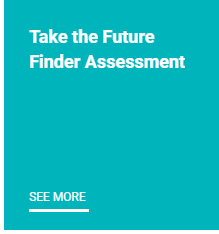 Take the Future
Finder Assessment
SEE MORE